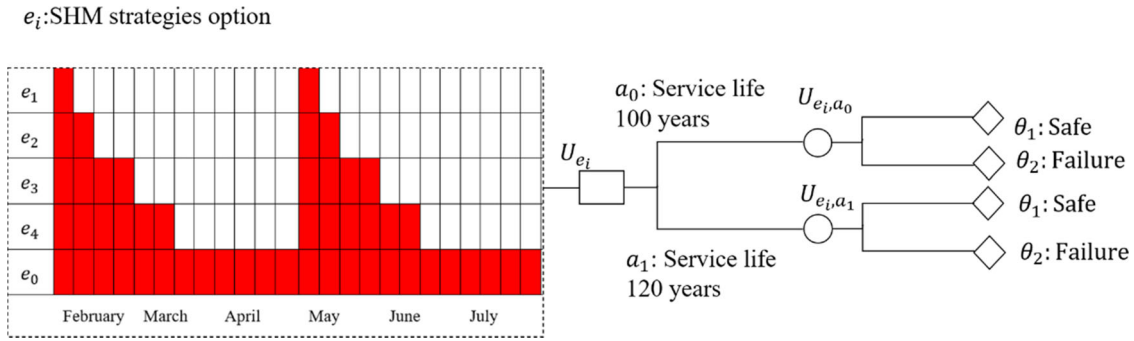 e_i:SHM strategies option
e_1
e_2
e_3
e_4
e_0
February March April May June July
U_{e_i}
a_0: Service life
100 years
a_1: Service life
120 years
U_{e_i,a_0}
θ_1: Safe
θ_2: Failure
U_{e_i,a_1}
θ_1: Safe
θ_2: Failure